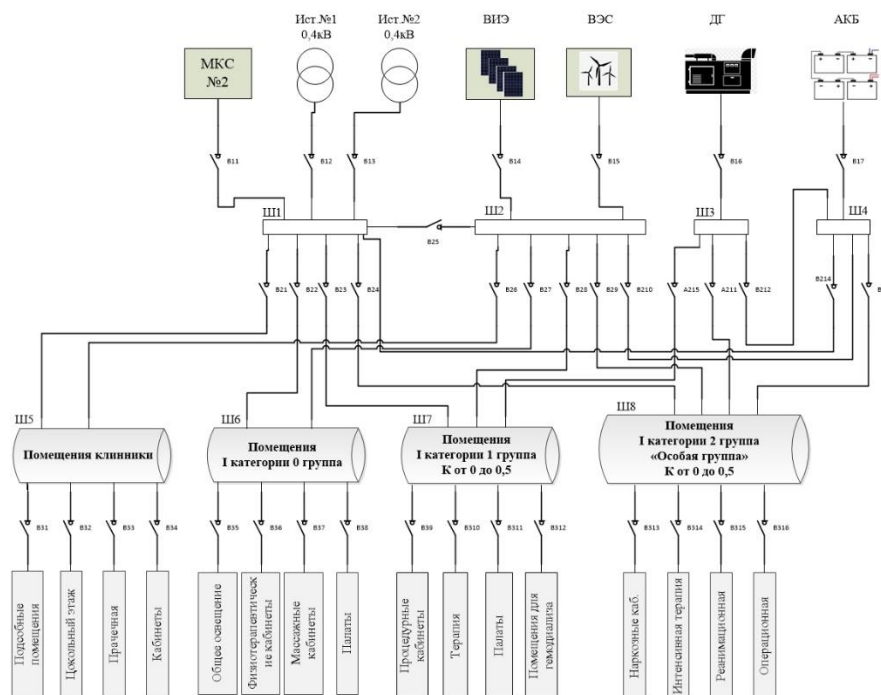 Ист.№1
0,4кВ
Ист.№2
0,4кВ
ВИЭ
ВЭС
ДГ
АКБ
МКС
№2
В11
В12
В13
В14
В15
В16
В17
Ш1
Ш2
Ш3
Ш4
В25
В21
В22
В23
В24
В26
В27
В28
В29
В210
А215
А211
В212
В214
Ш5
Ш6
Ш7
Ш8
Помещения клинники
Помещения
I категории 0 группа
Помещения
I категории 1 группа
К от 0 до 0,5
Помещения
I категории 2 группа
«Особая группа»
К от 0 до 0,5
В31
В32
В33
В34
В35
В36
В37
В38
В39
В310
В311
В312
В313
В314
В315
В316
Подсобные
помещения
Цокольный этаж
Прачечная
Кабинеты
Общее освещение
Физиотерапевтическ
ие кабинеты
Массажные
кабинеты
Палаты
Процедурные
кабинеты
Терапия
Палаты
Помещения для
гемодиализа
Наркозные каб.
Интенсивная терапия
Реанимационная
Операционная